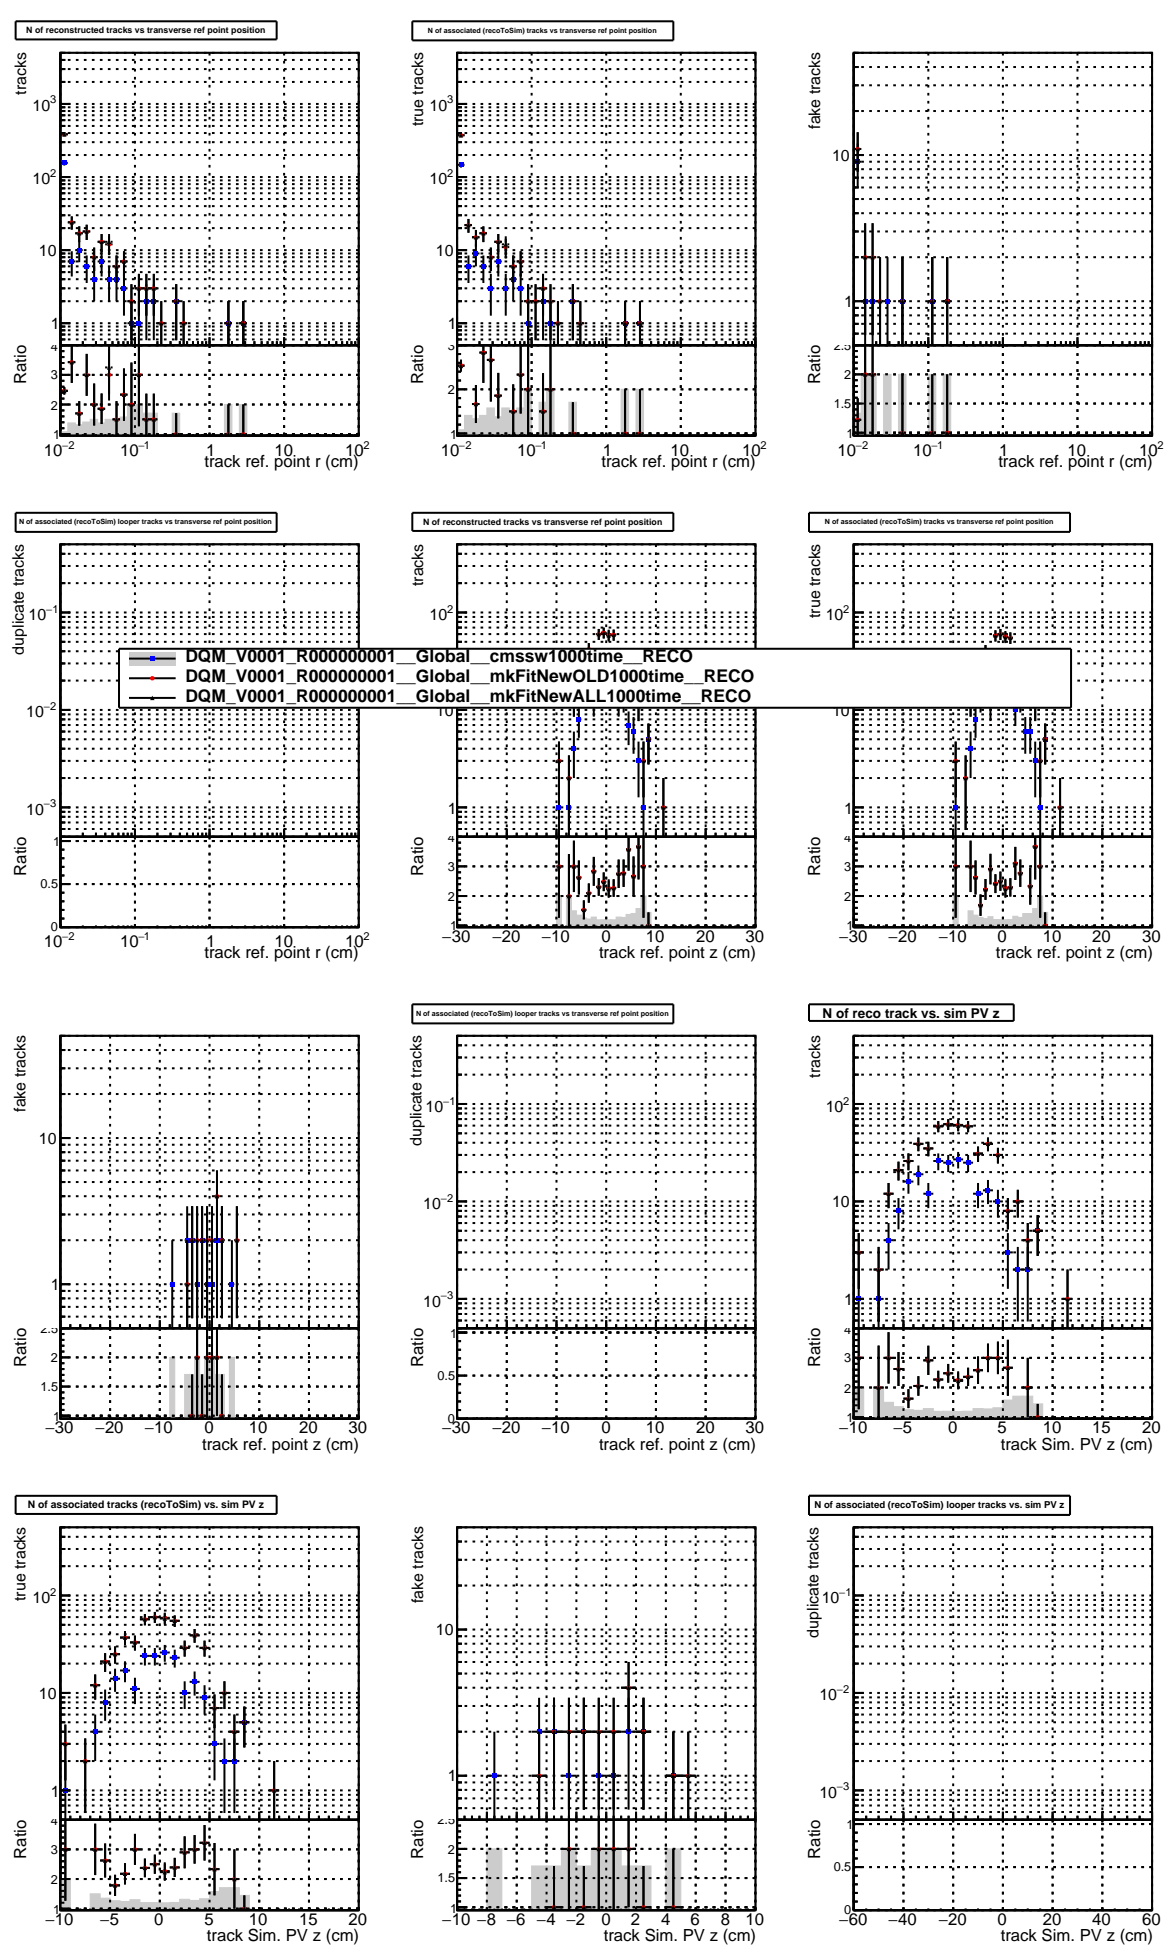 N of reconstructed tracks vs transverse ref point position
tracks
10³
10²
10
1
Ratio
4
3
2
1
10⁻² 10⁻¹ 1 10 10²
track ref. point r (cm)
N of associated (recoToSim) tracks vs transverse ref point position
true tracks
10³
10²
10
1
Ratio
3
2
1
10⁻² 10⁻¹ 1 10 10²
track ref. point r (cm)
fake tracks
10
1
Ratio
2.5
2
1.5
1
10⁻² 10⁻¹ 1 10 10²
track ref. point r (cm)
N of associated (recoToSim) looper tracks vs transverse ref point position
duplicate tracks
10⁻¹
10⁻²
10⁻³
Ratio
1
0.5
0
10⁻² 10⁻¹ 1 10 10²
track ref. point r (cm)
N of reconstructed tracks vs transverse ref point position
tracks
10²
10
1
Ratio
4
3
2
1
−30 −20 −10 0 10 20 30
track ref. point z (cm)
N of associated (recoToSim) tracks vs transverse ref point position
true tracks
10²
10
1
Ratio
4
3
2
1
−30 −20 −10 0 10 20 30
track ref. point z (cm)
DQM_V0001_R000000001__Global__cmssw1000time__RECO
DQM_V0001_R000000001__Global__mkFitNewOLD1000time__RECO
DQM_V0001_R000000001__Global__mkFitNewALL1000time__RECO
fake tracks
10
1
Ratio
2.5
2
1.5
1
−30 −20 −10 0 10 20 30
track ref. point z (cm)
N of associated (recoToSim) looper tracks vs transverse ref point position
duplicate tracks
10⁻¹
10⁻²
10⁻³
Ratio
1
0.5
0
−30 −20 −10 0 10 20 30
track ref. point z (cm)
N of reco track vs. sim PV z
tracks
10²
10
1
Ratio
4
3
2
1
−10 −5 0 5 10 15 20
track Sim. PV z (cm)
N of associated tracks (recoToSim) vs. sim PV z
true tracks
10²
10
1
Ratio
4
3
2
1
−10 −5 0 5 10 15 20
track Sim. PV z (cm)
fake tracks
10
1
Ratio
2.5
2
1.5
1
−10 −8 −6 −4 −2 0 2 4 6 8 10
track Sim. PV z (cm)
N of associated (recoToSim) looper tracks vs. sim PV z
duplicate tracks
10⁻¹
10⁻²
10⁻³
Ratio
1
0.5
0
−60 −40 −20 0 20 40 60
track Sim. PV z (cm)